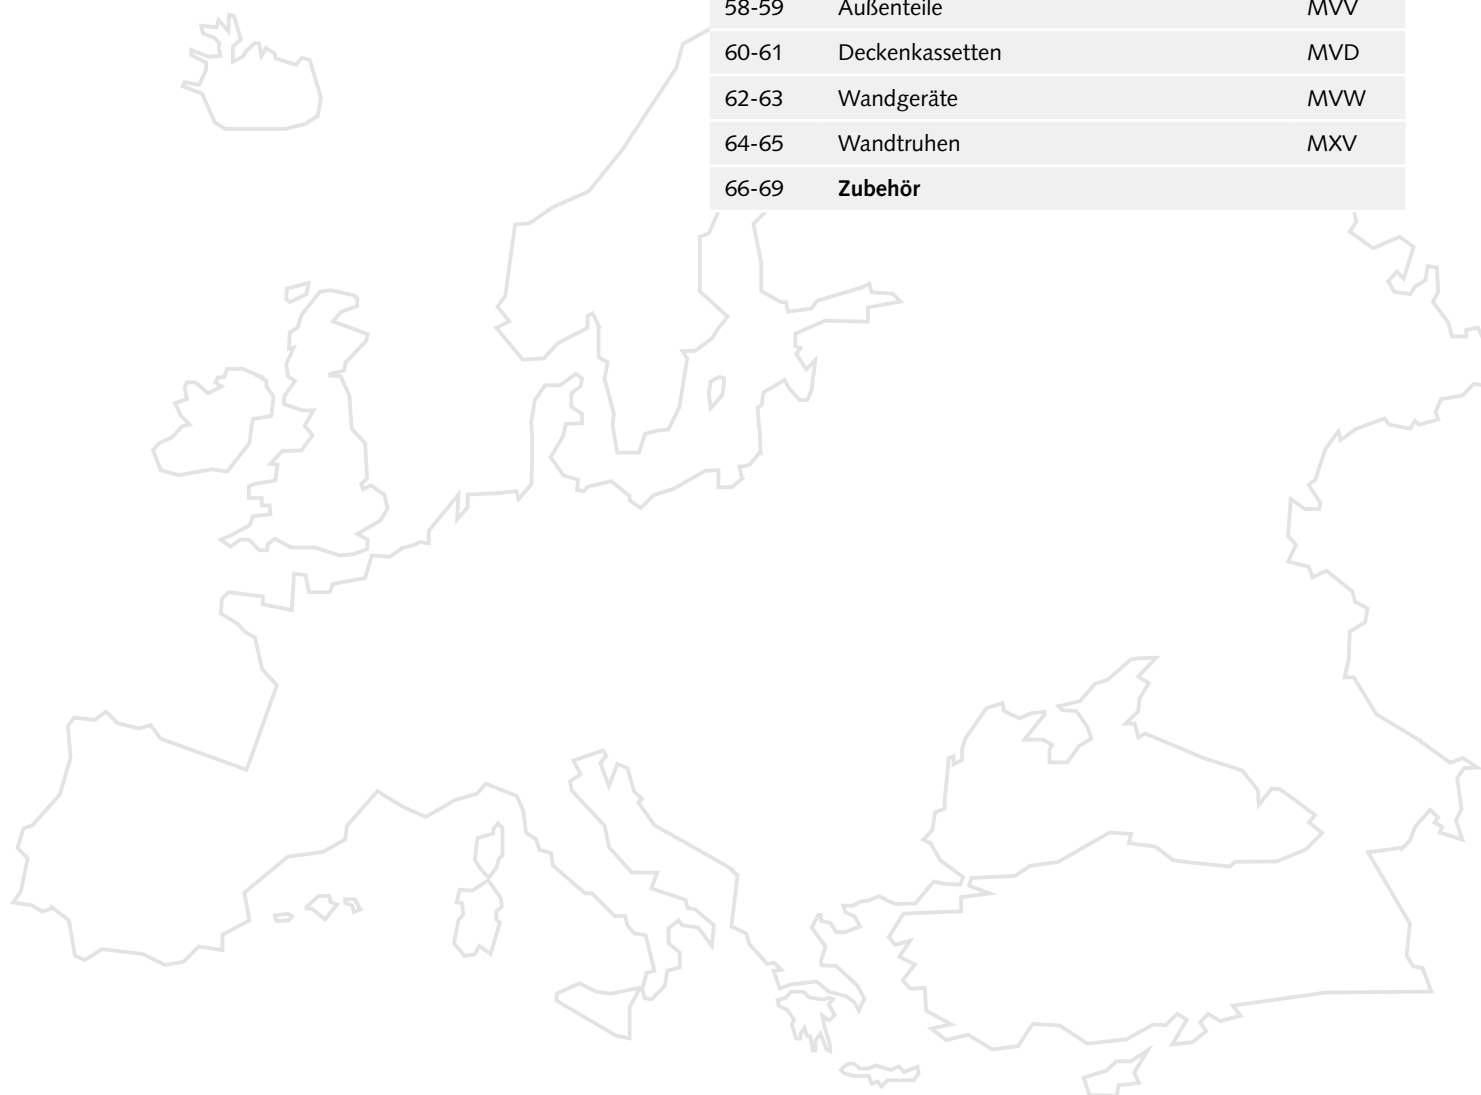 58-59 Außenteile MVV
60-61 Deckenkassetten MVD
62-63 Wandgeräte MVW
64-65 Wandtruhen MXV
66-69 Zubehör